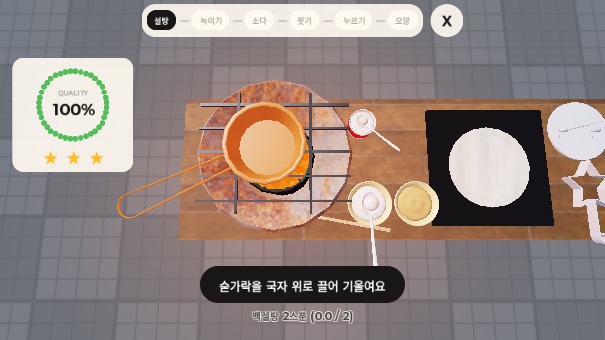 설탕 녹이기 소다 붓기 누르기 모양 X
QUALITY
100%
숟가락을 국자 위로 끌어 기울여요
백설탕 2스푼 (0.0 / 2)